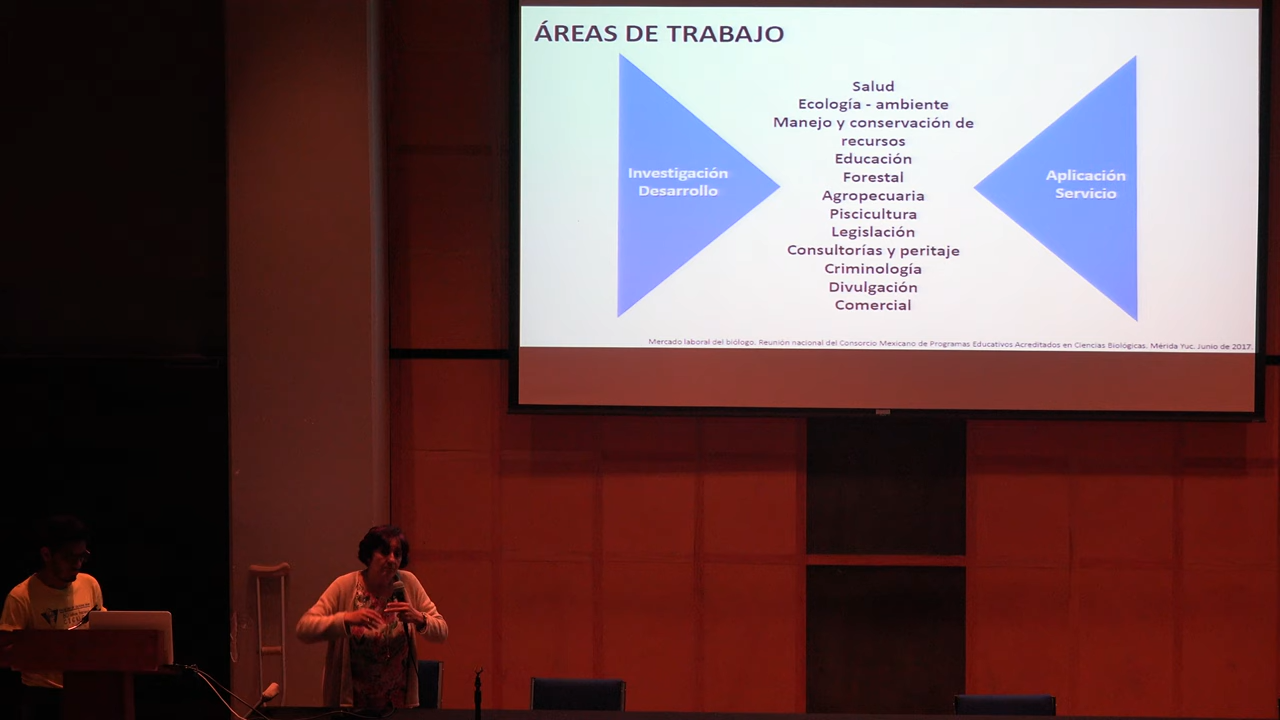 ÁREAS DE TRABAJO
Investigación
Desarrollo
Salud
Ecología - ambiente
Manejo y conservación de
recursos
Educación
Forestal
Agropecuaria
Piscicultura
Legislación
Consultorías y peritaje
Criminología
Divulgación
Comercial
Aplicación
Servicio
Mercado laboral del biólogo. Reunión nacional del Consorcio Mexicano de Programas Educativos Acreditados en Ciencias Biológicas. Mérida Yuc. Junio de 2017.